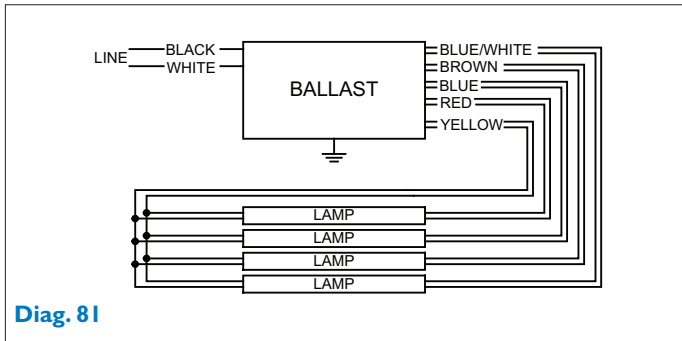 LINE
BLACK
WHITE
BALLAST
BLUE/WHITE
BROWN
BLUE
RED
YELLOW
LAMP
LAMP
LAMP
LAMP
Diag. 81